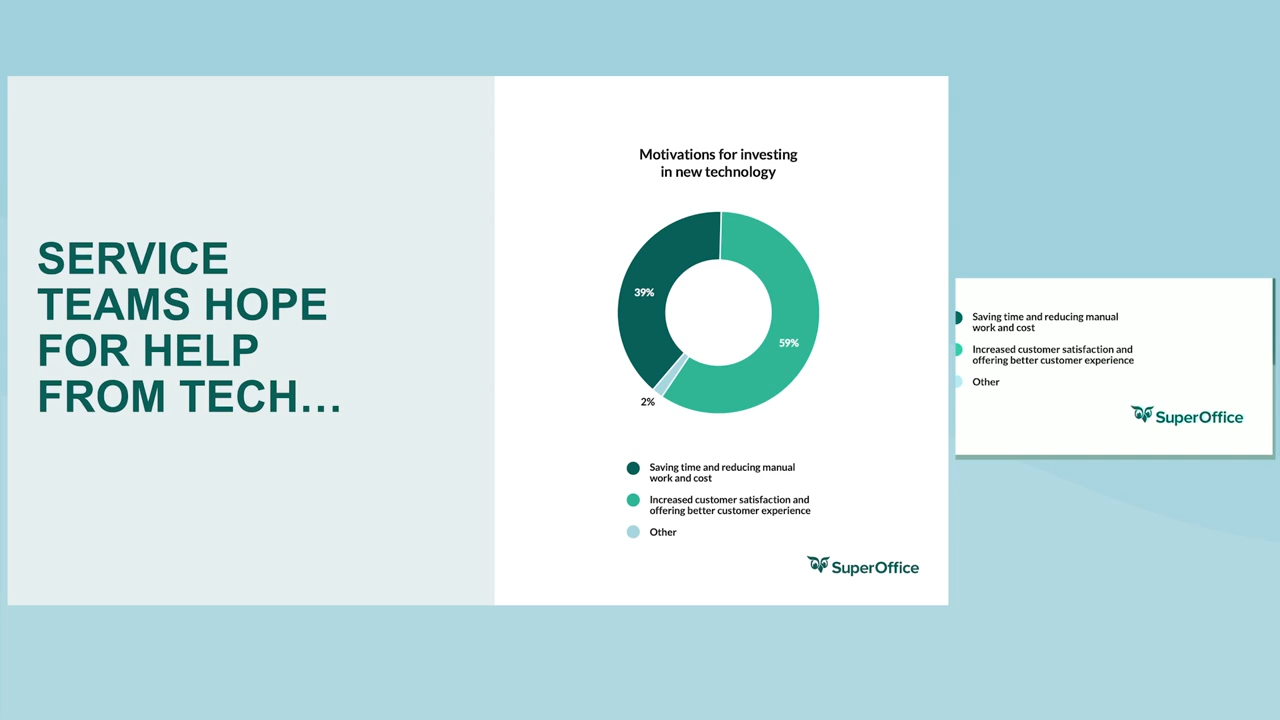 SERVICE
TEAMS HOPE
FOR HELP
FROM TECH...
Motivations for investing
in new technology
39%
59%
2%
Saving time and reducing manual
work and cost
Increased customer satisfaction and
offering better customer experience
Other
SuperOffice
Saving time and reducing manual
work and cost
Increased customer satisfaction and
offering better customer experience
Other
SuperOffice